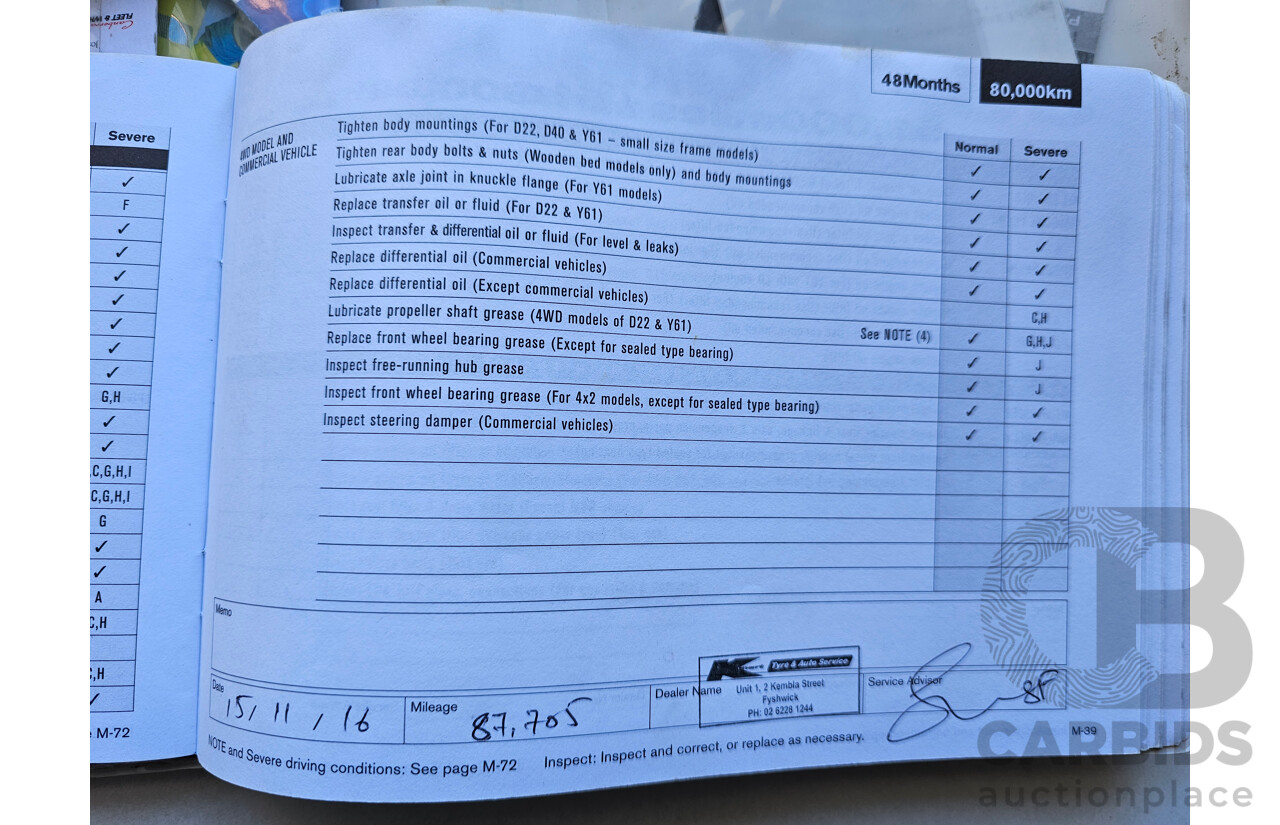 48Months
80,000km
Severe
✓
F
✓
✓
✓
✓
✓
✓
✓
G,H
✓
✓
C,G,H,I
C,G,H,I
G
✓
✓
A
C,H
,H
✓
M-72
4WD MODEL AND
COMMERCIAL VEHICLE
Normal Severe
Tighten body mountings (For D22, D40 & Y61 – small size frame models) ✓ ✓
Tighten rear body bolts & nuts (Wooden bed models only) and body mountings ✓ ✓
Lubricate axle joint in knuckle flange (For Y61 models) ✓ ✓
Replace transfer oil or fluid (For D22 & Y61) ✓ ✓
Inspect transfer & differential oil or fluid (For level & leaks) ✓ ✓
Replace differential oil (Commercial vehicles) ✓ ✓
Replace differential oil (Except commercial vehicles) C,H
Lubricate propeller shaft grease (4WD models of D22 & Y61) See NOTE (4) ✓ G,H,J
Replace front wheel bearing grease (Except for sealed type bearing) ✓ J
Inspect free-running hub grease ✓ J
Inspect front wheel bearing grease (For 4x2 models, except for sealed type bearing) ✓ ✓
Inspect steering damper (Commercial vehicles) ✓ ✓
Memo
Date
15/11/16
Mileage
87,705
Dealer Name
Tyre & Auto Service
Unit 1, 2 Kembla Street
Fyshwick
PH: 02 6228 1244
Service Advisor
SF
NOTE and Severe driving conditions: See page M-72
Inspect: Inspect and correct, or replace as necessary.
M-39
CARBIDS
auctionplace